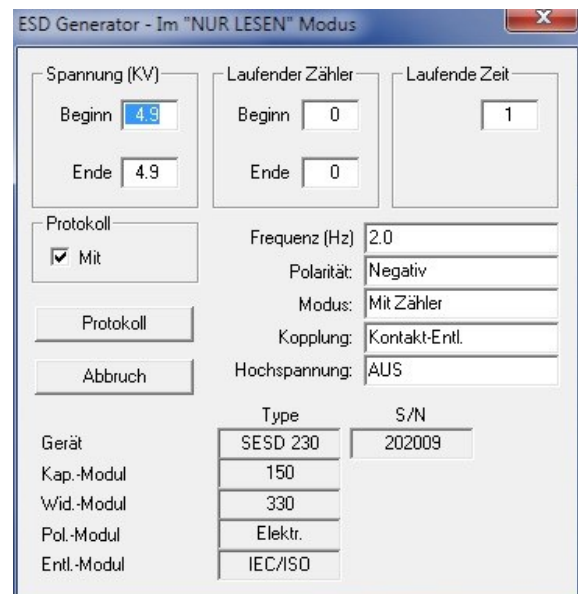 ESD Generator - Im "NUR LESEN" Modus
Spannung (KV)
Beginn 4.9
Ende 4.9
Laufender Zähler
Beginn 0
Ende 0
Laufende Zeit
1
Protokoll
Mit
Protokoll
Abbruch
Frequenz (Hz) 2.0
Polarität: Negativ
Modus: Mit Zähler
Kopplung: Kontakt-Entl.
Hochspannung: AUS
Type S/N
Gerät SESD 230 202009
Kap.-Modul 150
Wid.-Modul 330
Pol.-Modul Elektr.
Entl.-Modul IEC/ISO